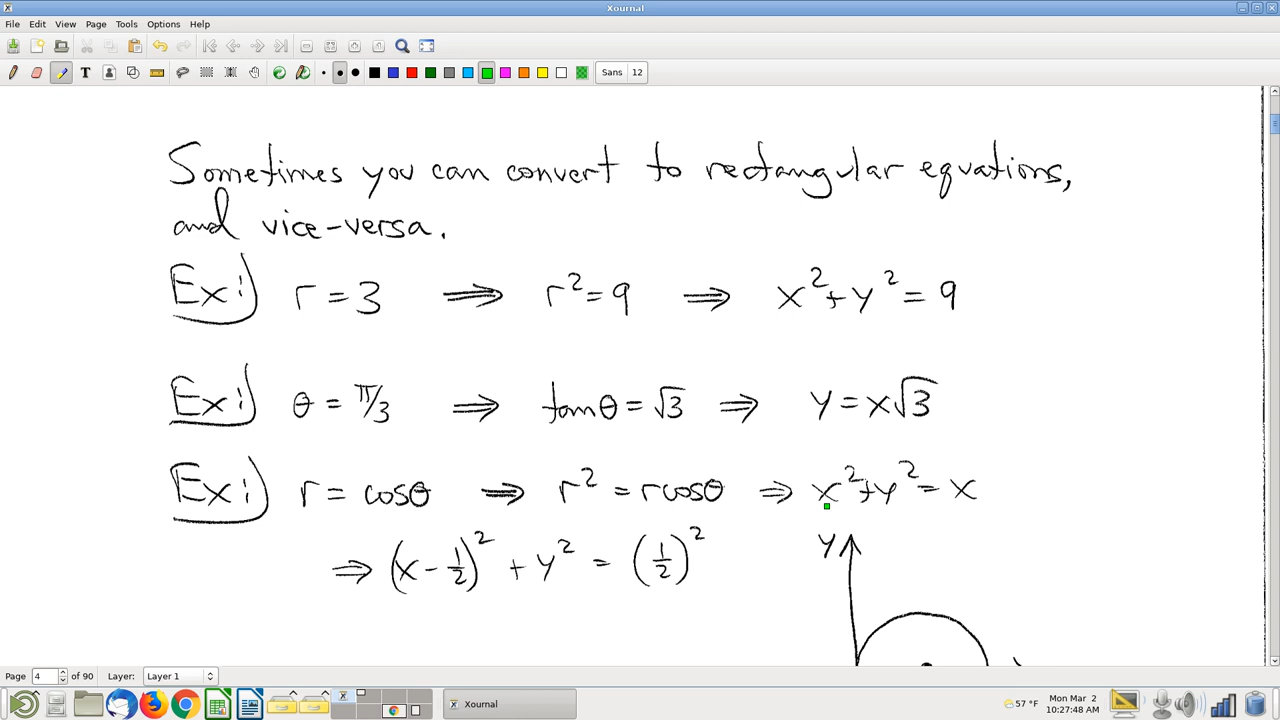 Xournal
File Edit View Page Tools Options Help
Sans 12
Sometimes you can convert to rectangular equations,
and vice-versa.
Ex: r = 3 ⟹ r² = 9 ⟹ x² + y² = 9
Ex: θ = π/3 ⟹ tanθ = √3 ⟹ y = x√3
Ex: r = cosθ ⟹ r² = rcosθ ⟹ x² + y² = x
⟹ (x - 1/2)² + y² = (1/2)²
y
Page 4 of 90 Layer: Layer 1
Xournal 57 °F Mon Mar 2
10:27:48 AM